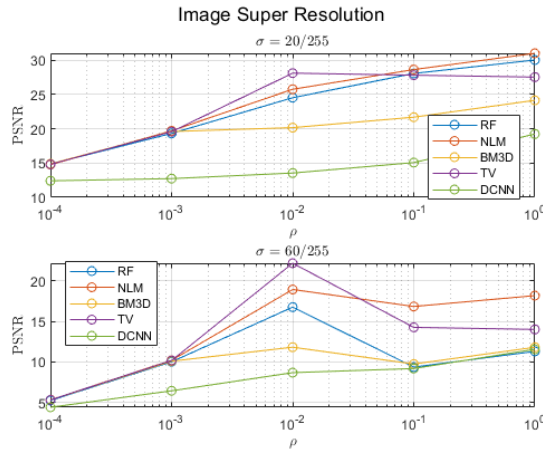 Image Super Resolution
σ = 20/255
PSNR
30
25
20
15
10
RF
NLM
BM3D
TV
DCNN
10^-4 10^-3 10^-2 10^-1 10^0
ρ
σ = 60/255
PSNR
20
15
10
5
RF
NLM
BM3D
TV
DCNN
10^-4 10^-3 10^-2 10^-1 10^0
ρ